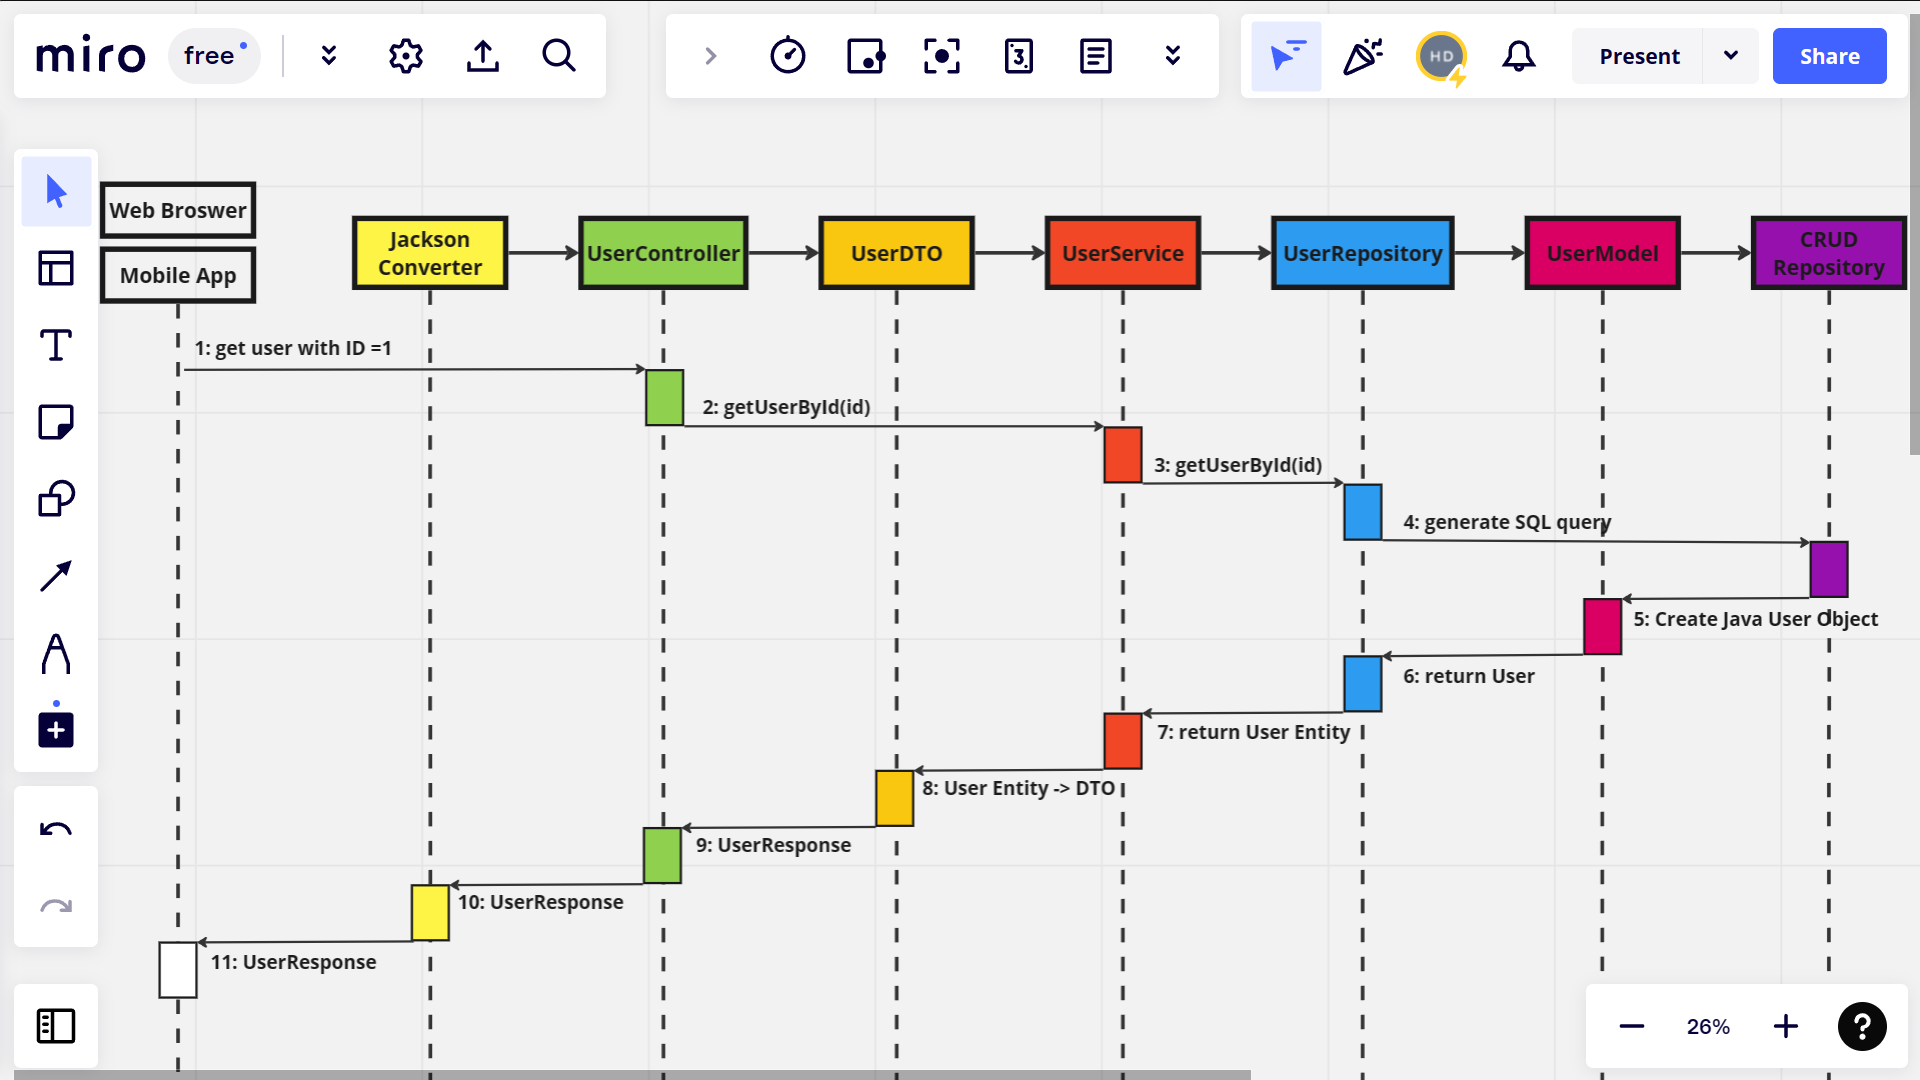 miro
free
3
HD
Present
Share
Web Broswer
Mobile App
Jackson
Converter
UserController
UserDTO
UserService
UserRepository
UserModel
CRUD
Repository
1: get user with ID =1
2: getUserById(id)
3: getUserById(id)
4: generate SQL query
5: Create Java User Object
6: return User
7: return User Entity
8: User Entity -> DTO
9: UserResponse
10: UserResponse
11: UserResponse
26%
?